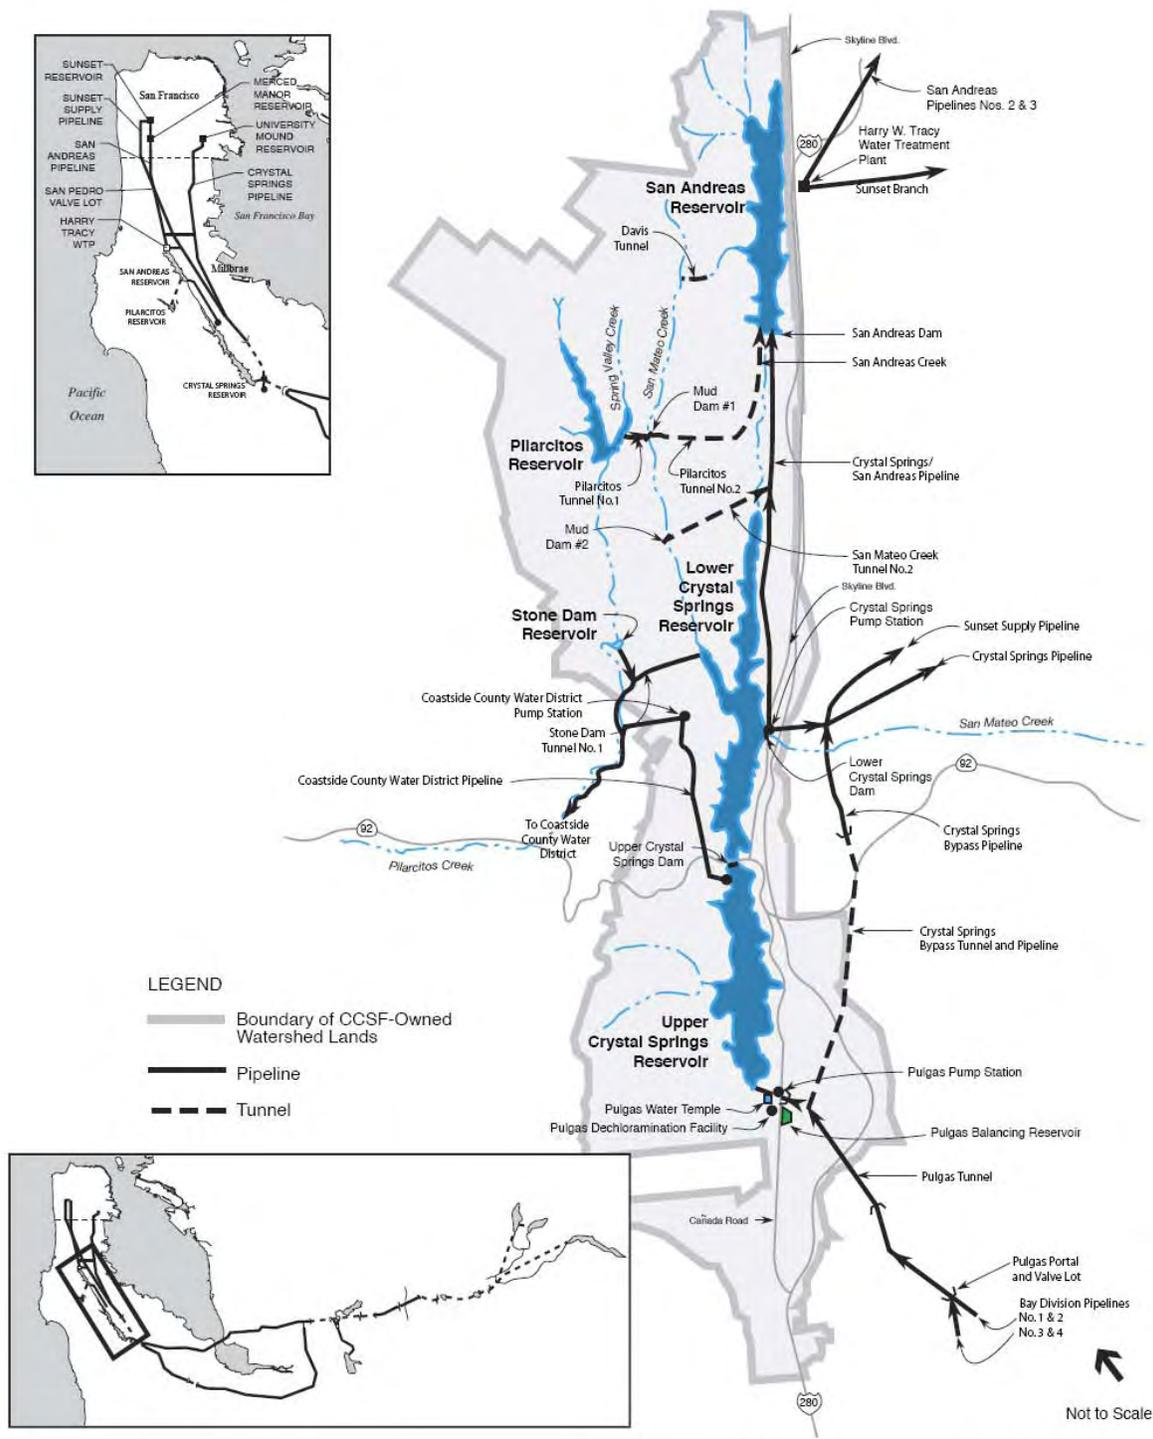 SUNSET
RESERVOIR
SUNSET
SUPPLY
PIPELINE
SAN
ANDREAS
PIPELINE
SAN PEDRO
VALVE LOT
HARRY
TRACY
WTP
San Francisco
MERCED
MANOR
RESERVOIR
UNIVERSITY
MOUND
RESERVOIR
CRYSTAL
SPRINGS
PIPELINE
San Francisco Bay
Millbrae
SAN ANDREAS
RESERVOIR
PILARCITOS
RESERVOIR
CRYSTAL SPRINGS
RESERVOIR
Pacific
Ocean
Skyline Blvd.
San Andreas
Pipelines Nos. 2 & 3
280
Harry W. Tracy
Water Treatment
Plant
Sunset Branch
San Andreas
Reservoir
Davis
Tunnel
Spring Valley Creek
San Mateo Creek
San Andreas Dam
San Andreas Creek
Mud
Dam #1
Pilarcitos
Reservoir
Pilarcitos
Tunnel No.1
Pilarcitos
Tunnel No.2
Crystal Springs/
San Andreas Pipeline
Mud
Dam #2
San Mateo Creek
Tunnel No.2
Lower
Crystal
Springs
Reservoir
Skyline Blvd.
Crystal Springs
Pump Station
Stone Dam
Reservoir
Sunset Supply Pipeline
Crystal Springs Pipeline
Coastside County Water District
Pump Station
Stone Dam
Tunnel No.1
San Mateo Creek
Coastside County Water District Pipeline
Lower
Crystal Springs
Dam
92
92
To Coastside
County Water
District
Pilarcitos Creek
Upper Crystal
Springs Dam
Crystal Springs
Bypass Pipeline
Crystal Springs
Bypass Tunnel and Pipeline
LEGEND
Boundary of CCSF-Owned
Watershed Lands
Pipeline
Tunnel
Upper
Crystal Springs
Reservoir
Pulgas Pump Station
Pulgas Water Temple
Pulgas Dechloramination Facility
Pulgas Balancing Reservoir
Pulgas Tunnel
Cañada Road
Pulgas Portal
and Valve Lot
Bay Division Pipelines
No. 1 & 2
No. 3 & 4
280
Not to Scale